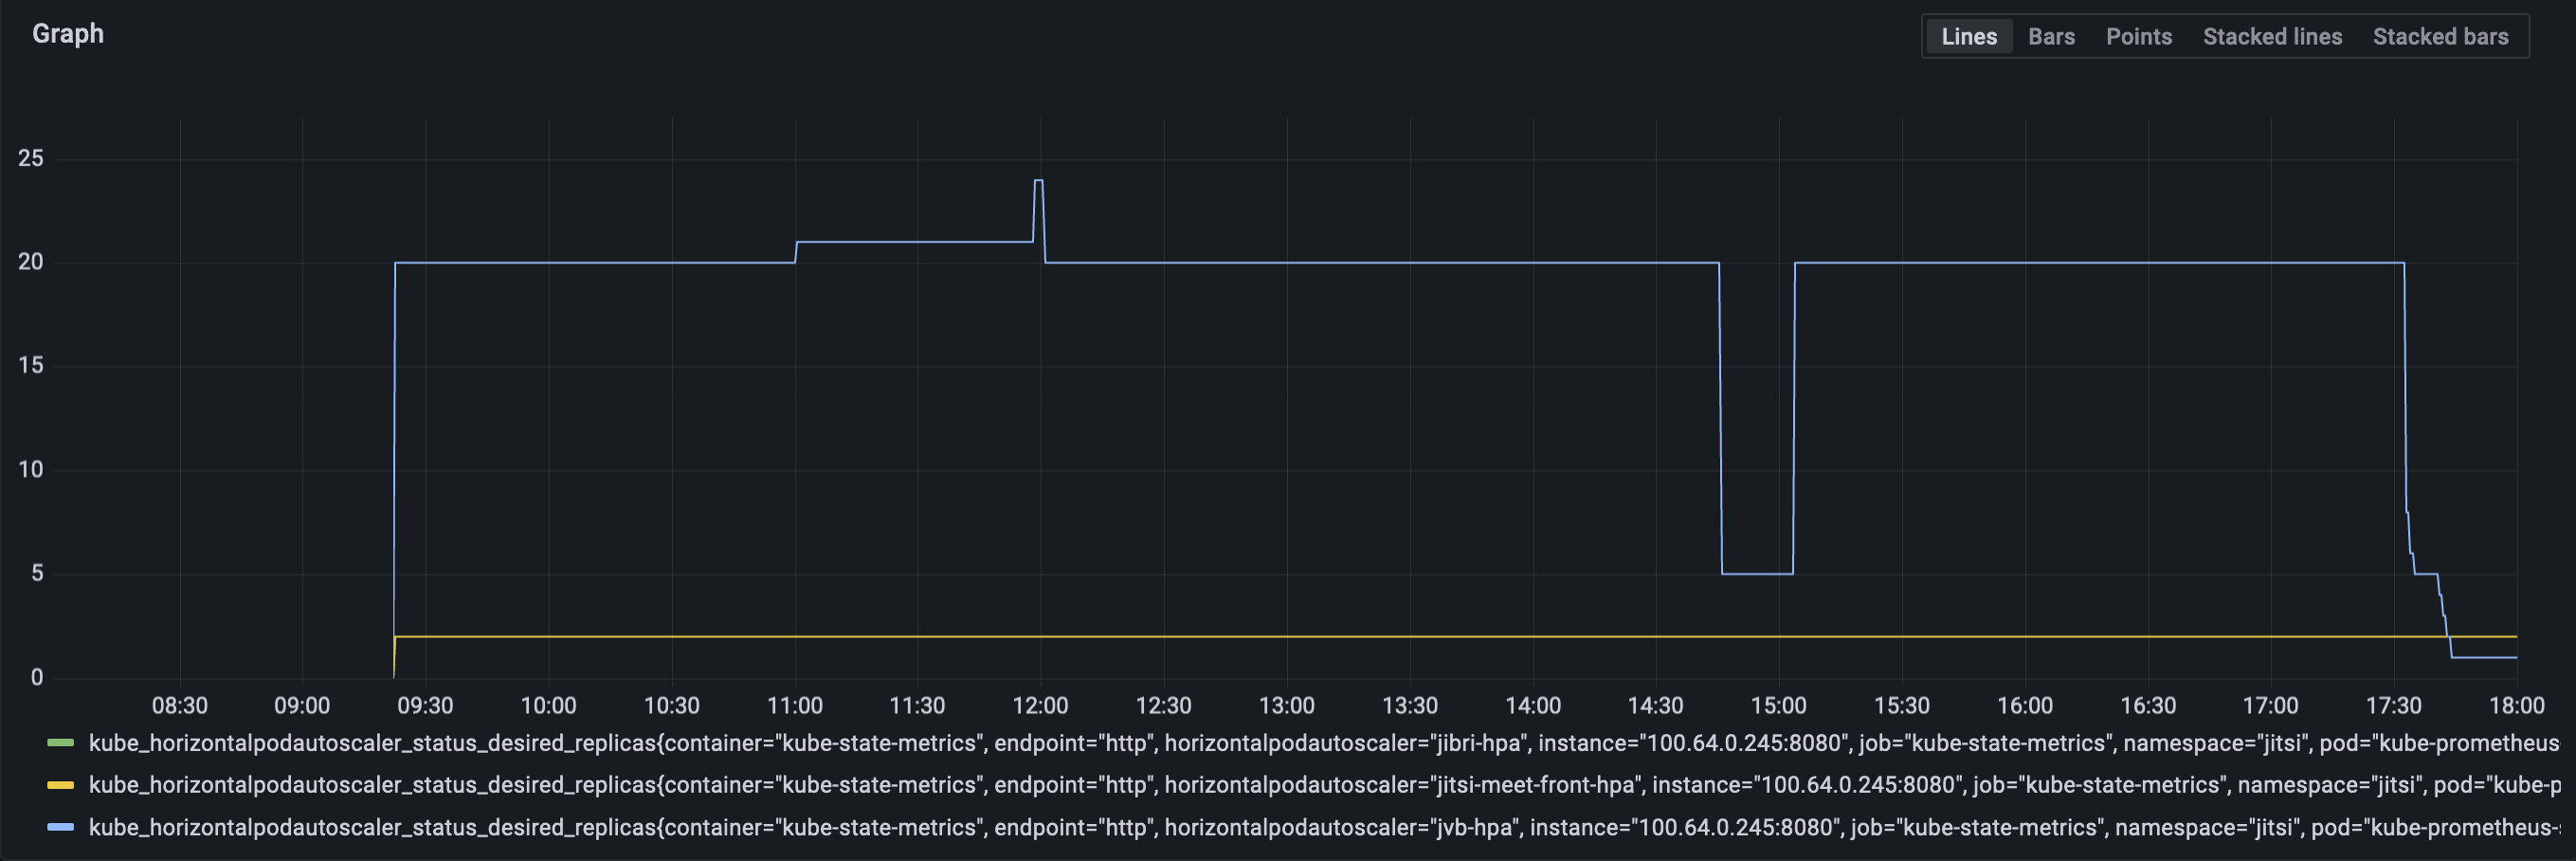 Graph
Lines Bars Points Stacked lines Stacked bars
25
20
15
10
5
0
08:30 09:00 09:30 10:00 10:30 11:00 11:30 12:00 12:30 13:00 13:30 14:00 14:30 15:00 15:30 16:00 16:30 17:00 17:30 18:00
kube_horizontalpodautoscaler_status_desired_replicas{container="kube-state-metrics", endpoint="http", horizontalpodautoscaler="jibri-hpa", instance="100.64.0.245:8080", job="kube-state-metrics", namespace="jitsi", pod="kube-prometheus
kube_horizontalpodautoscaler_status_desired_replicas{container="kube-state-metrics", endpoint="http", horizontalpodautoscaler="jitsi-meet-front-hpa", instance="100.64.0.245:8080", job="kube-state-metrics", namespace="jitsi", pod="kube-p
kube_horizontalpodautoscaler_status_desired_replicas{container="kube-state-metrics", endpoint="http", horizontalpodautoscaler="jvb-hpa", instance="100.64.0.245:8080", job="kube-state-metrics", namespace="jitsi", pod="kube-prometheus-